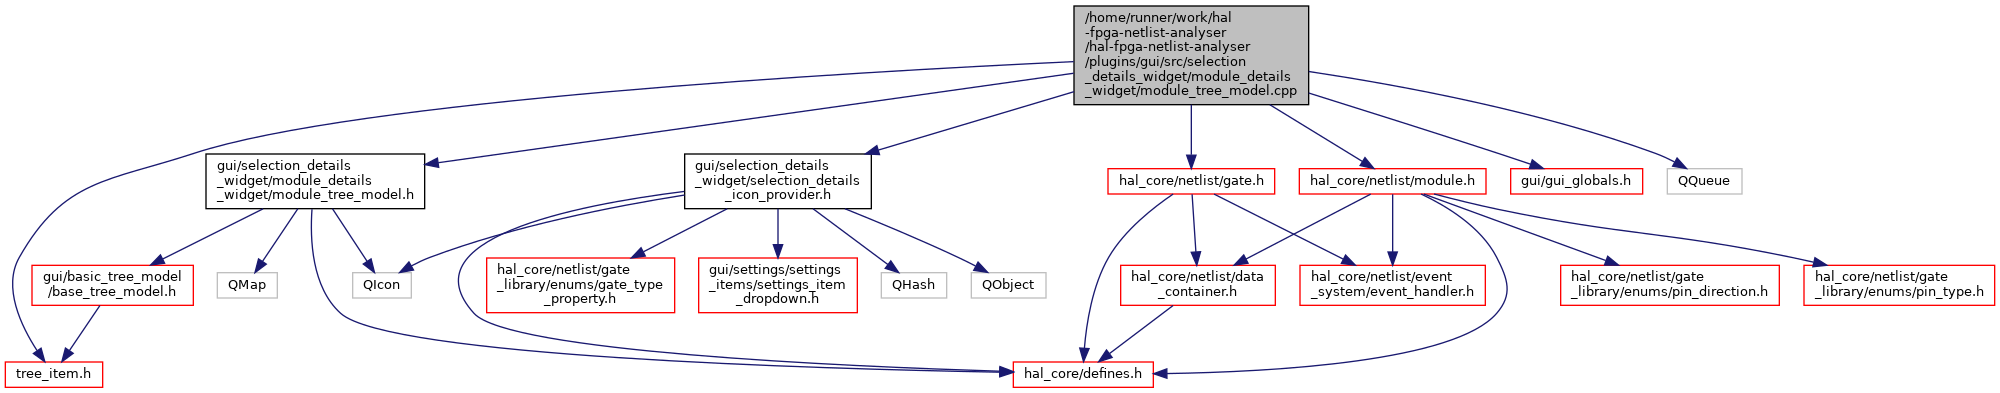 /home/runner/work/hal
-fpga-netlist-analyser
/hal-fpga-netlist-analyser
/plugins/gui/src/selection
_details_widget/module_details
_widget/module_tree_model.cpp
gui/selection_details
_widget/module_details
_widget/module_tree_model.h
gui/selection_details
_widget/selection_details
_icon_provider.h
hal_core/netlist/gate.h
hal_core/netlist/module.h
gui/gui_globals.h
QQueue
gui/basic_tree_model
/base_tree_model.h
QMap
QIcon
hal_core/netlist/gate
_library/enums/gate_type
_property.h
gui/settings/settings
_items/settings_item
_dropdown.h
QHash
QObject
hal_core/netlist/data
_container.h
hal_core/netlist/event
_system/event_handler.h
hal_core/netlist/gate
_library/enums/pin_direction.h
hal_core/netlist/gate
_library/enums/pin_type.h
tree_item.h
hal_core/defines.h